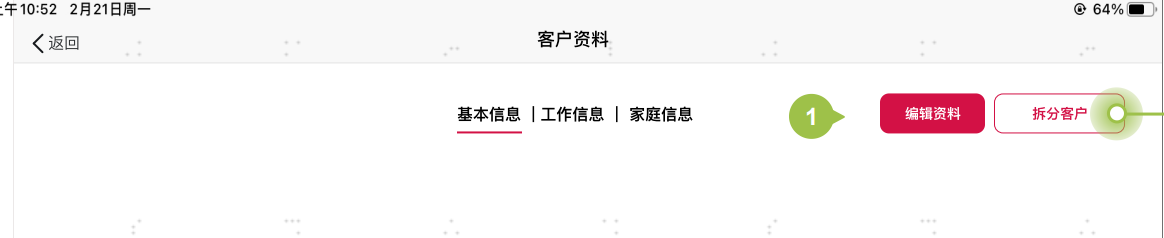 上午10:52 2月21日周一 64%
返回 客户资料
基本信息 | 工作信息 | 家庭信息 1 编辑资料 拆分客户